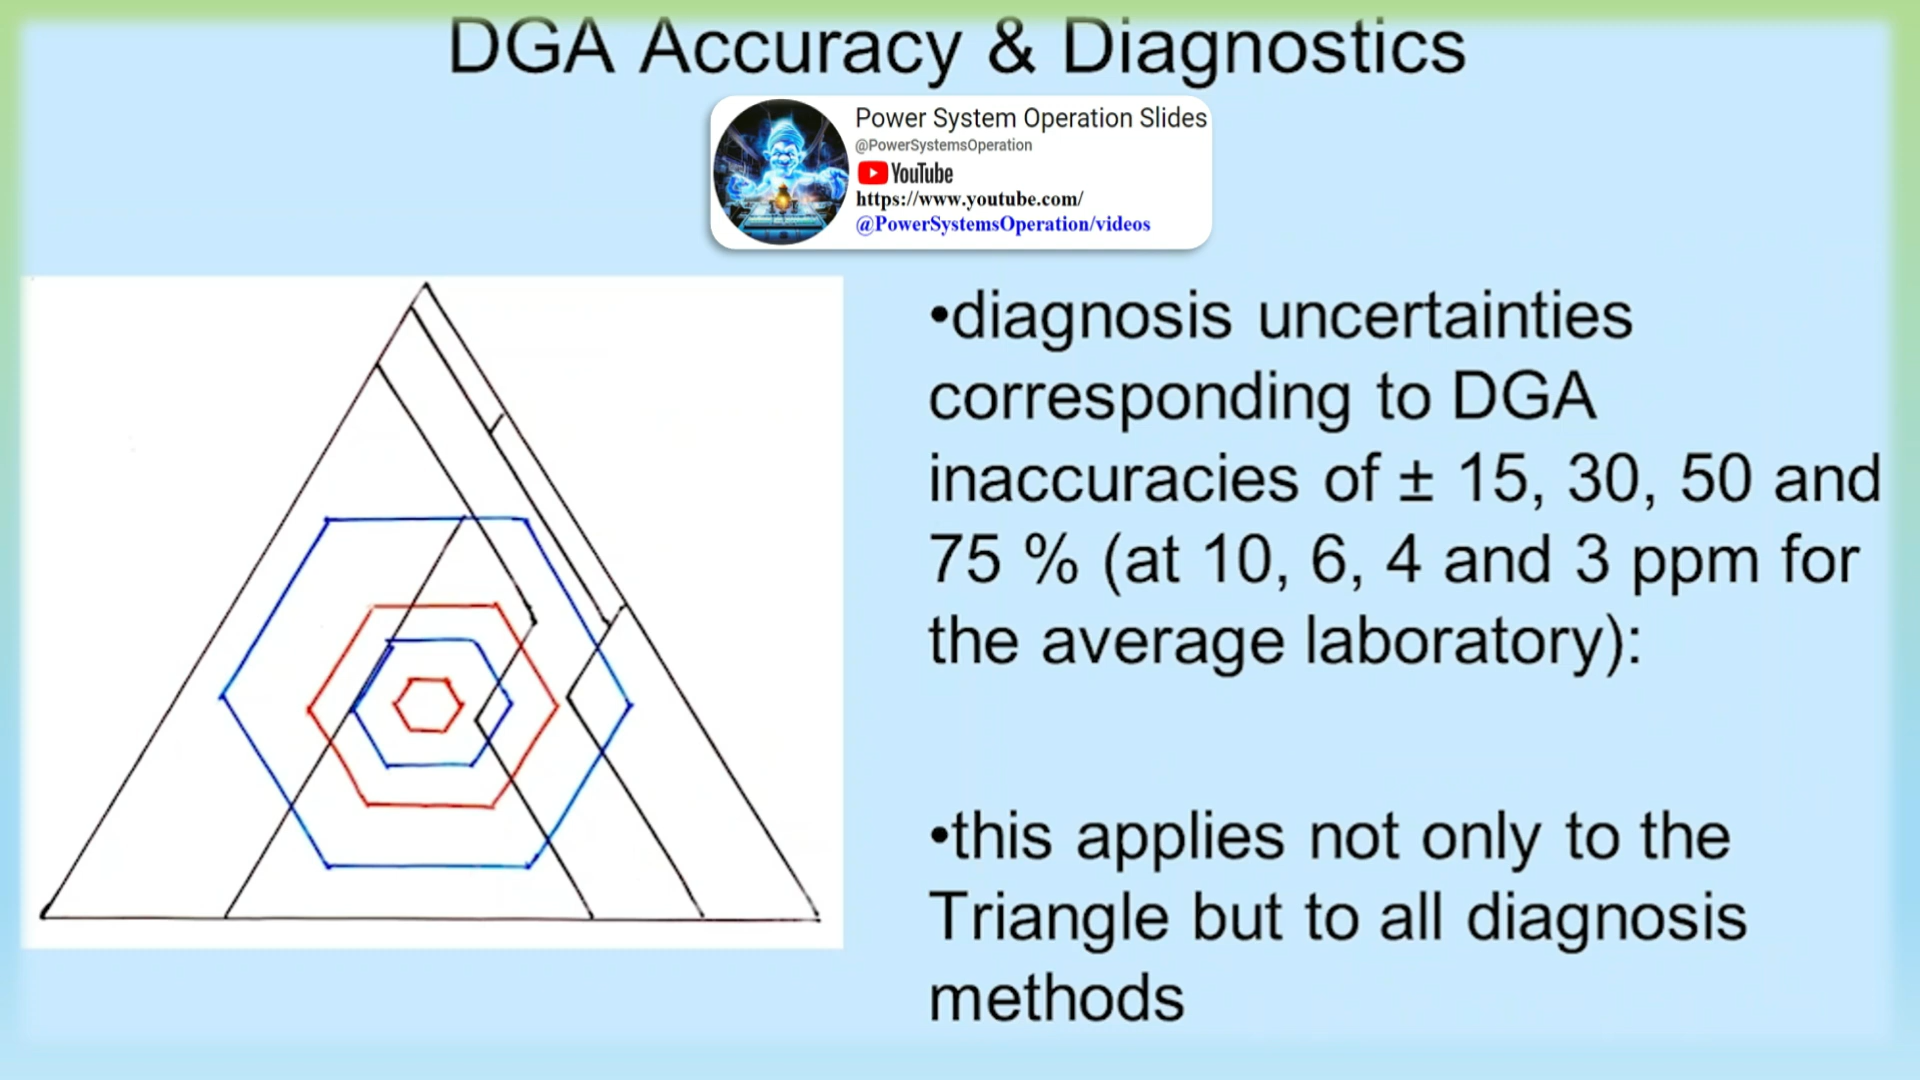 DGA Accuracy & Diagnostics
Power System Operation Slides
@PowerSystemsOperation
YouTube
https://www.youtube.com/
@PowerSystemsOperation/videos
•diagnosis uncertainties
corresponding to DGA
inaccuracies of ± 15, 30, 50 and
75 % (at 10, 6, 4 and 3 ppm for
the average laboratory):
•this applies not only to the
Triangle but to all diagnosis
methods